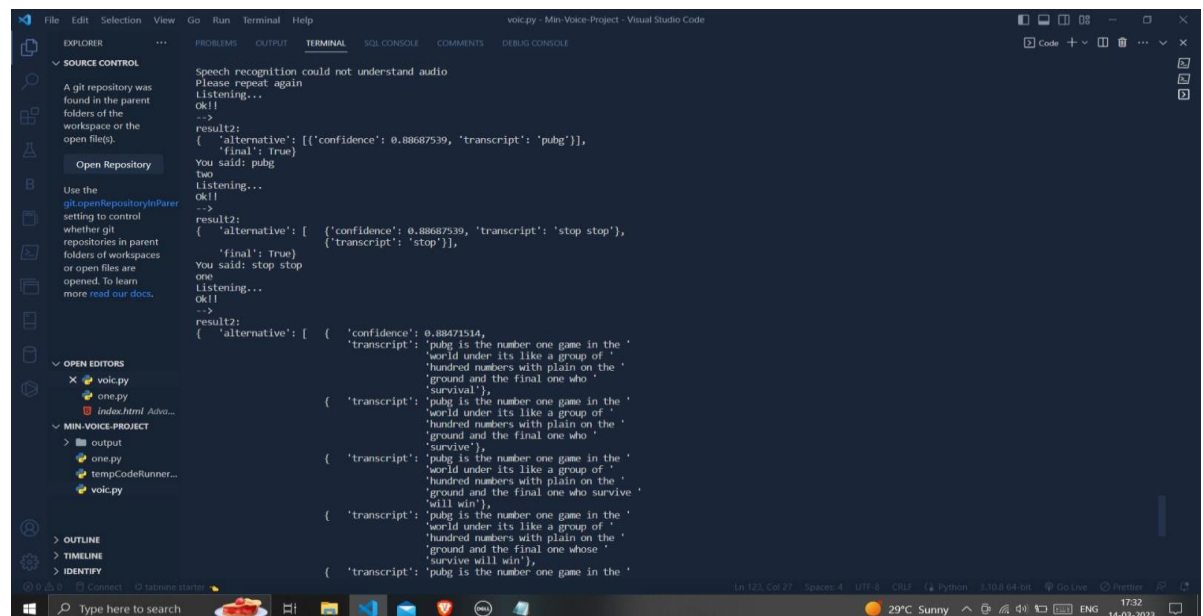 File Edit Selection View Go Run Terminal Help
voic.py - Min-Voice-Project - Visual Studio Code
EXPLORER
SOURCE CONTROL
A git repository was
found in the parent
folders of the
workspace or the
open file(s).
Open Repository
Use the
git.openRepositoryInParer
setting to control
whether git
repositories in parent
folders of workspaces
or open files are
opened. To learn
more read our docs.
OPEN EDITORS
voic.py
one.py
index.html Adva...
MIN-VOICE-PROJECT
output
one.py
tempCodeRunner...
voic.py
OUTLINE
TIMELINE
IDENTIFY
PROBLEMS OUTPUT TERMINAL SQL CONSOLE COMMENTS DEBUG CONSOLE
Code
Speech recognition could not understand audio
Please repeat again
Listening...
Ok!!
-->
result2:
{ 'alternative': [{'confidence': 0.88687539, 'transcript': 'pubg'}],
'final': True}
You said: pubg
two
Listening...
Ok!!
-->
result2:
{ 'alternative': [ {'confidence': 0.88687539, 'transcript': 'stop stop'},
{'transcript': 'stop'}],
'final': True}
You said: stop stop
one
Listening...
Ok!!
-->
result2:
{ 'alternative': [ { 'confidence': 0.88471514,
'transcript': 'pubg is the number one game in the '
'world under its like a group of '
'hundred numbers with plain on the '
'ground and the final one who '
'survival'},
{ 'transcript': 'pubg is the number one game in the '
'world under its like a group of '
'hundred numbers with plain on the '
'ground and the final one who '
'survive'},
{ 'transcript': 'pubg is the number one game in the '
'world under its like a group of '
'hundred numbers with plain on the '
'ground and the final one who survive '
'will win'},
{ 'transcript': 'pubg is the number one game in the '
'world under its like a group of '
'hundred numbers with plain on the '
'ground and the final one whose '
'survive will win'},
{ 'transcript': 'pubg is the number one game in the '
0 0 Connect tabnine starter
Ln 123, Col 27 Spaces: 4 UTF-8 CRLF Python 3.10.8 64-bit Go Live Prettier
Type here to search
29°C Sunny
ENG
17:32
14-03-2023